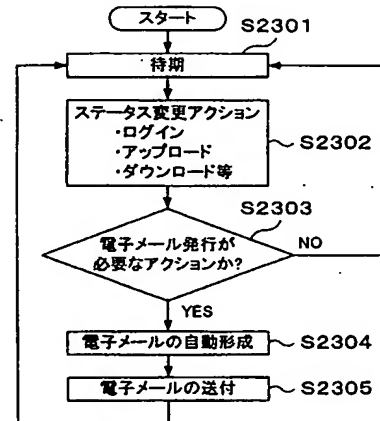 スタート
S2301
待期
ステータス変更アクション
・ログイン
・アップロード
・ダウンロード等
S2302
S2303
電子メール発行が
必要なアクションか?
NO
YES
電子メールの自動形成
S2304
電子メールの送付
S2305